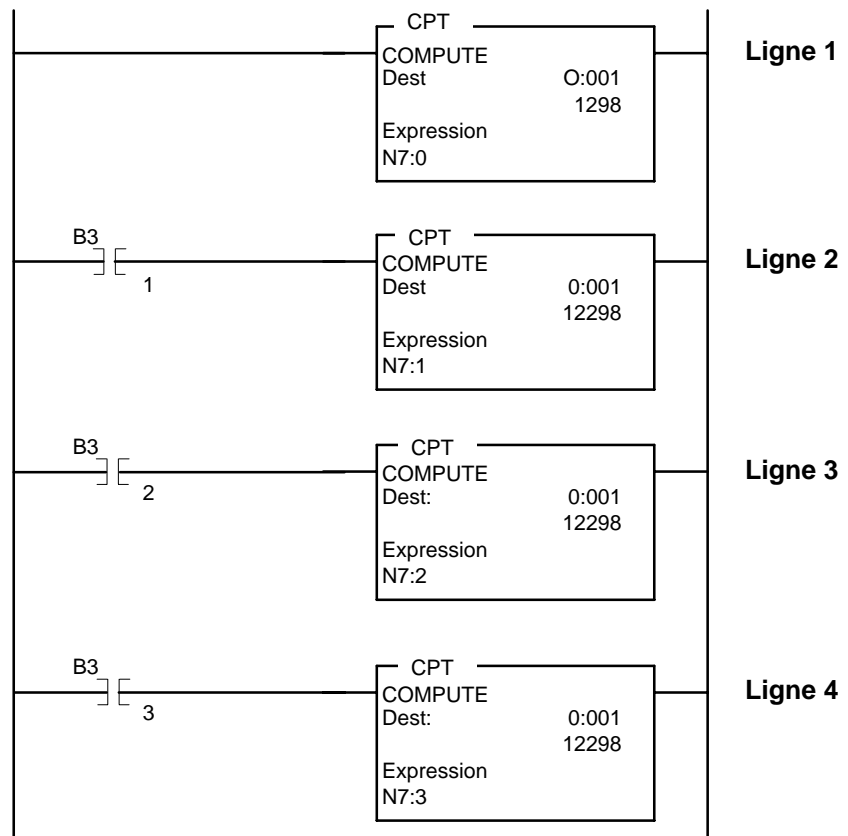 CPT
COMPUTE
Dest O:001
1298
Expression
N7:0
Ligne 1
B3
1
CPT
COMPUTE
Dest 0:001
12298
Expression
N7:1
Ligne 2
B3
2
CPT
COMPUTE
Dest: 0:001
12298
Expression
N7:2
Ligne 3
B3
3
CPT
COMPUTE
Dest: 0:001
12298
Expression
N7:3
Ligne 4